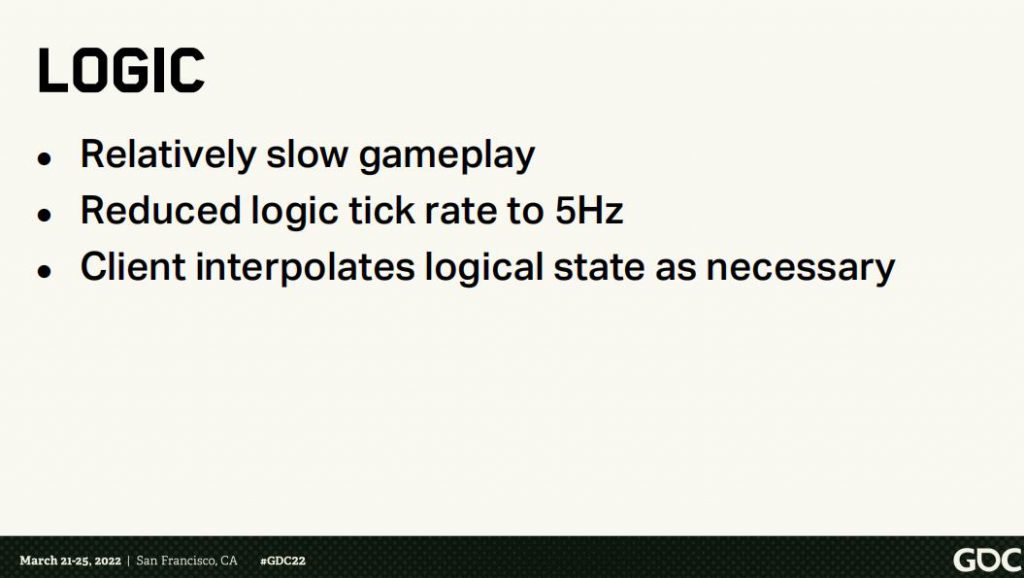 LOGIC
• Relatively slow gameplay
• Reduced logic tick rate to 5Hz
• Client interpolates logical state as necessary
March 21-25, 2022 | San Francisco, CA #GDC22
GDC